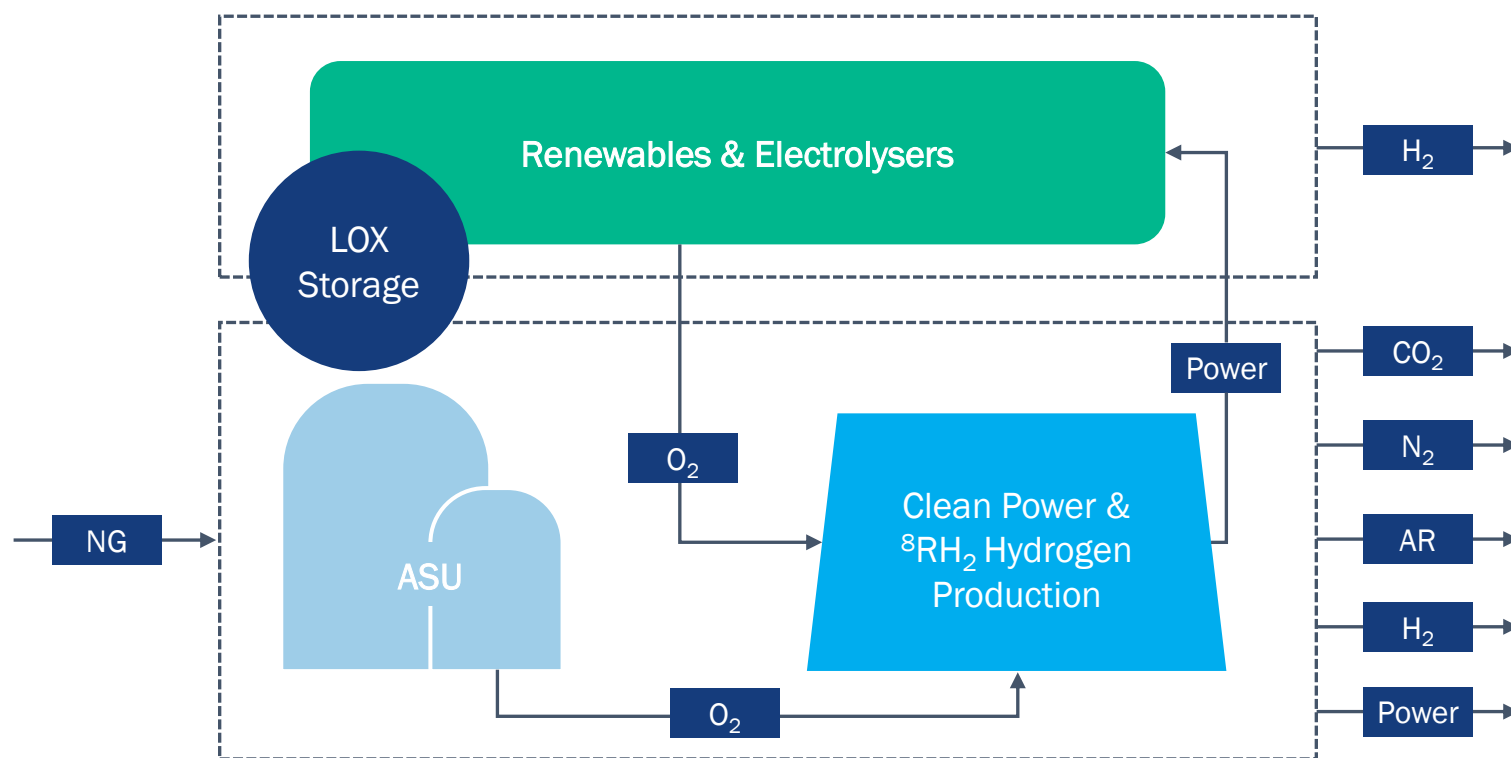 Renewables & Electrolysers
H₂
LOX
Storage
CO₂
Power
N₂
O₂
Clean Power &
⁸RH₂ Hydrogen
Production
NG
AR
ASU
H₂
O₂
Power